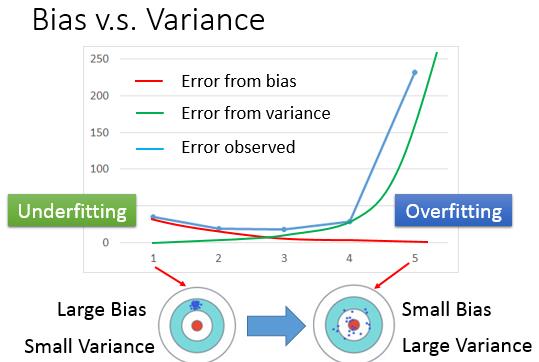 Bias v.s. Variance
250
200
150
100
0
Error from bias
Error from variance
Error observed
Underfitting
Overfitting
1 2 3 4 5
Large Bias
Small Variance
Small Bias
Large Variance